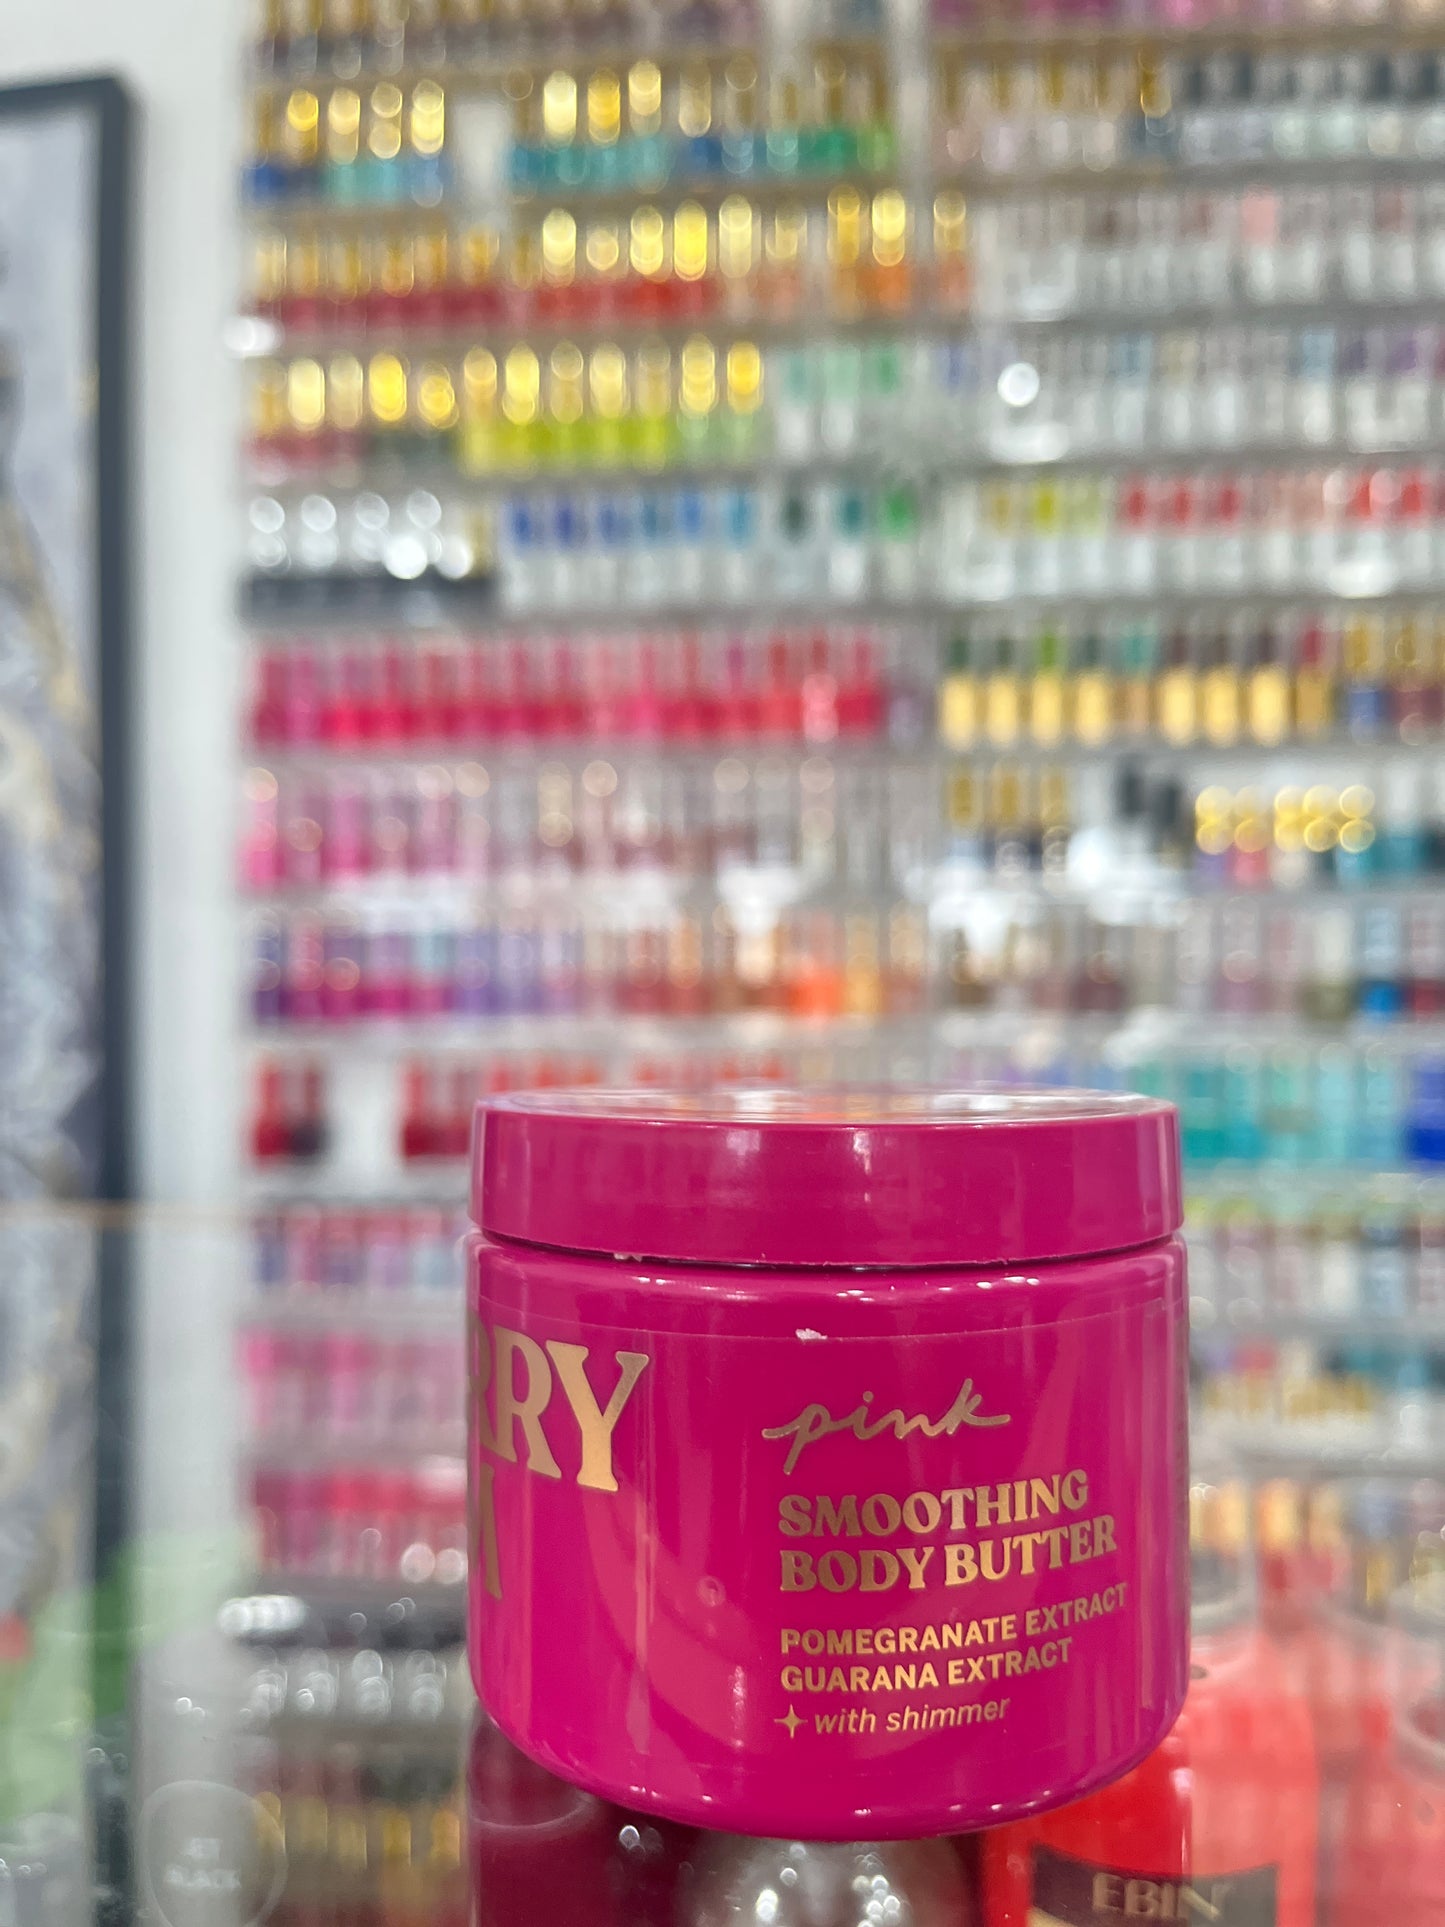 RRY
pink
SMOOTHING
BODY BUTTER
POMEGRANATE EXTRACT
GUARANA EXTRACT
with shimmer
EBIN